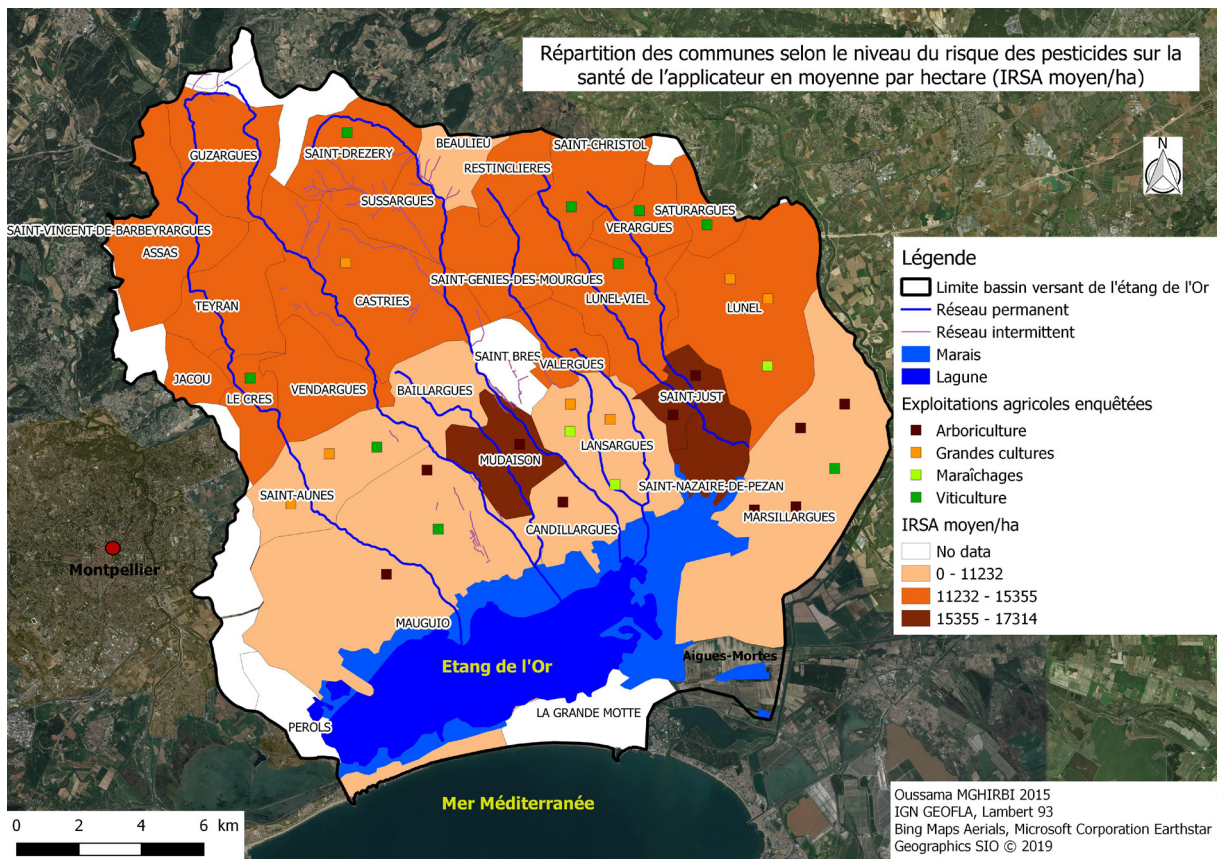 Répartition des communes selon le niveau du risque des pesticides sur la
santé de l'applicateur en moyenne par hectare (IRSA moyen/ha)
N
GUZARGUES
SAINT-DREZERY
BEAULIEU
SAINT-CHRISTOL
RESTINCLIERES
SUSSARGUES
SATURARGUES
VERARGUES
SAINT-VINCENT-DE-BARBEYRARGUES
ASSAS
SAINT-GENIES-DES-MOURGUES
TEYRAN
CASTRIES
LUNEL-VIEL
LUNEL
SAINT BRES
VALERGUES
JACOU
VENDARGUES
BAILLARGUES
LE CRES
SAINT-JUST
LANSARGUES
MUDAISON
SAINT-AUNES
SAINT-NAZAIRE-DE-PEZAN
CANDILLARGUES
MARSILLARGUES
Montpellier
MAUGUIO
Etang de l'Or
Aigues-Mortes
PEROLS
LA GRANDE MOTTE
Mer Méditerranée
Légende
Limite bassin versant de l'étang de l'Or
Réseau permanent
Réseau intermittent
Marais
Lagune
Exploitations agricoles enquêtées
Arboriculture
Grandes cultures
Maraîchages
Viticulture
IRSA moyen/ha
No data
0 - 11232
11232 - 15355
15355 - 17314
0 2 4 6 km
Oussama MGHIRBI 2015
IGN GEOFLA, Lambert 93
Bing Maps Aerials, Microsoft Corporation Earthstar
Geographics SIO © 2019